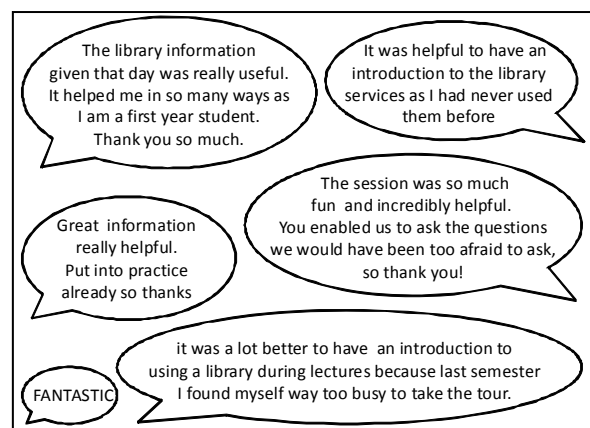 The library information
given that day was really useful.
It helped me in so many ways as
I am a first year student.
Thank you so much.
It was helpful to have an
introduction to the library
services as I had never used
them before
Great information
really helpful.
Put into practice
already so thanks
The session was so much
fun and incredibly helpful.
You enabled us to ask the questions
we would have been too afraid to ask,
so thank you!
FANTASTIC
it was a lot better to have an introduction to
using a library during lectures because last semester
I found myself way too busy to take the tour.